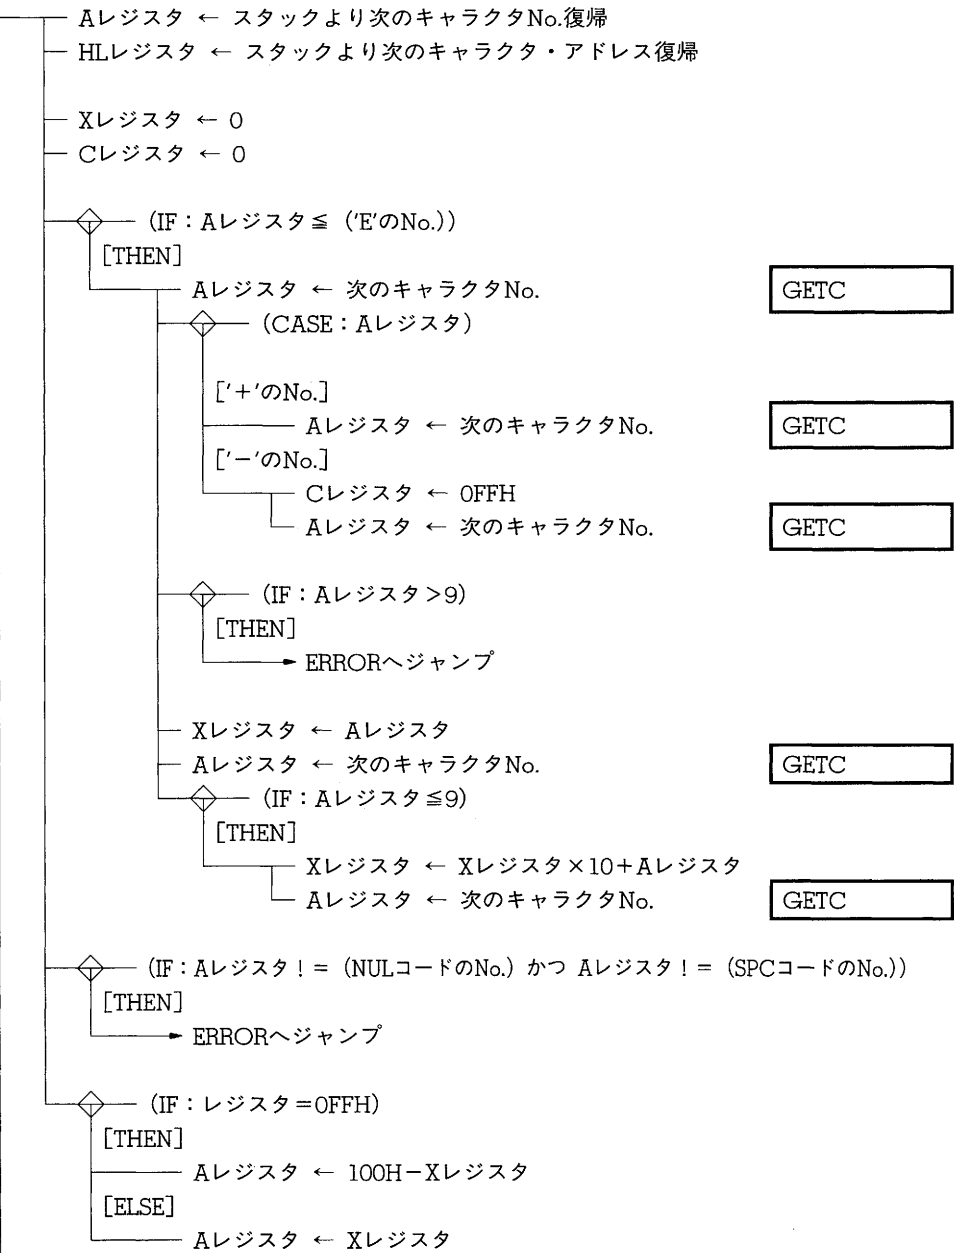 Aレジスタ ← スタックより次のキャラクタNo.復帰
HLレジスタ ← スタックより次のキャラクタ・アドレス復帰
Xレジスタ ← 0
Cレジスタ ← 0
(IF：Aレジスタ≦ ('E'のNo.))
[THEN]
Aレジスタ ← 次のキャラクタNo. GETC
(CASE：Aレジスタ)
['+'のNo.]
Aレジスタ ← 次のキャラクタNo. GETC
['−'のNo.]
Cレジスタ ← 0FFH
Aレジスタ ← 次のキャラクタNo. GETC
(IF：Aレジスタ>9)
[THEN]
ERRORへジャンプ
Xレジスタ ← Aレジスタ
Aレジスタ ← 次のキャラクタNo. GETC
(IF：Aレジスタ≦9)
[THEN]
Xレジスタ ← Xレジスタ×10+Aレジスタ
Aレジスタ ← 次のキャラクタNo. GETC
(IF：Aレジスタ！= (NULコードのNo.) かつ Aレジスタ！= (SPCコードのNo.))
[THEN]
ERRORへジャンプ
(IF：レジスタ=0FFH)
[THEN]
Aレジスタ ← 100H−Xレジスタ
[ELSE]
Aレジスタ ← Xレジスタ